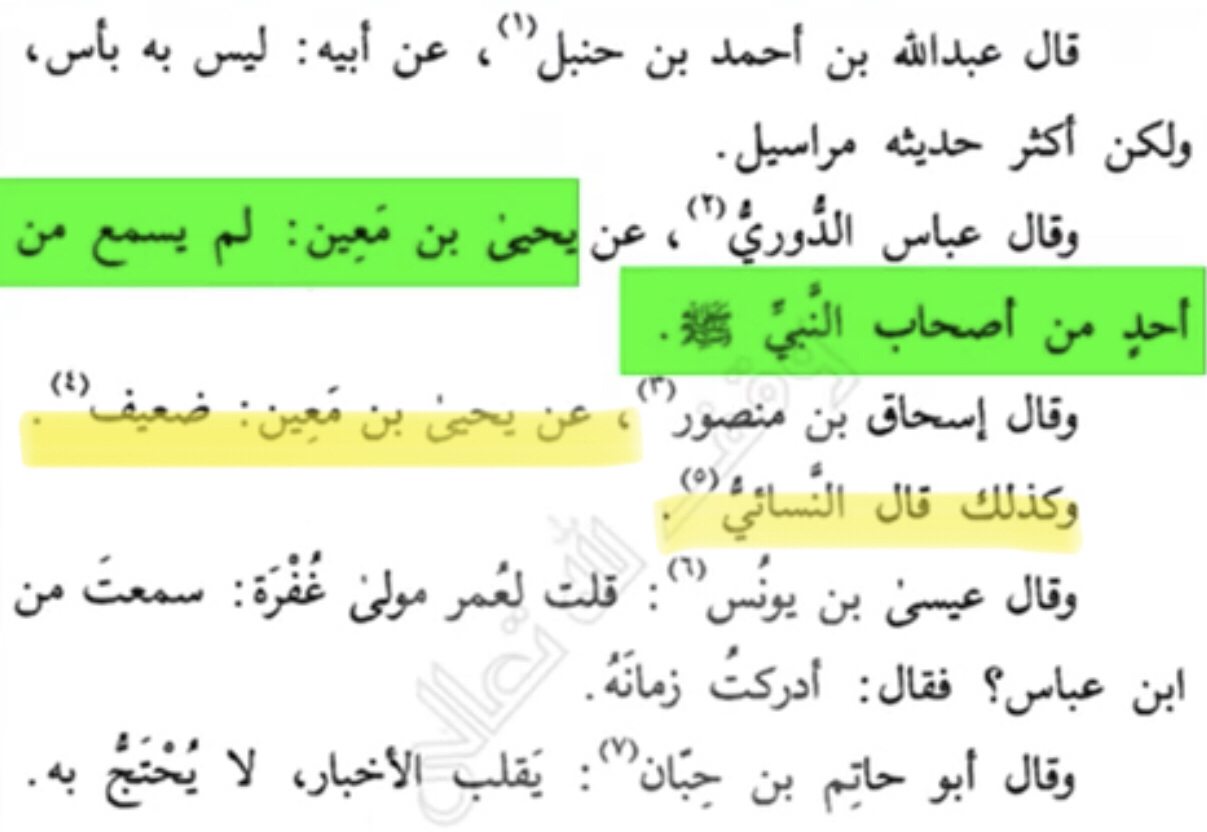 قال عبدالله بن أحمد بن حنبل(١)، عن أبيه: ليس به بأس،
ولكن أكثر حديثه مراسيل.
وقال عباس الدُّوريُّ(٢)، عن يحيىٰ بن مَعِين: لم يسمع من
أحدٍ من أصحاب النَّبيِّ ﷺ.
وقال إسحاق بن منصور(٣)، عن يحيىٰ بن مَعِين: ضعيف(٤).
وكذلك قال النَّسائيُّ(٥).
وقال عيسىٰ بن يونُس(٦): قلت لعُمر مولىٰ غُفْرَة: سمعتَ من
ابن عباس؟ فقال: أدركتُ زمانَهُ.
وقال أبو حاتِم بن حِبّان(٧): يَقلب الأخبار، لا يُحْتَجُّ به.